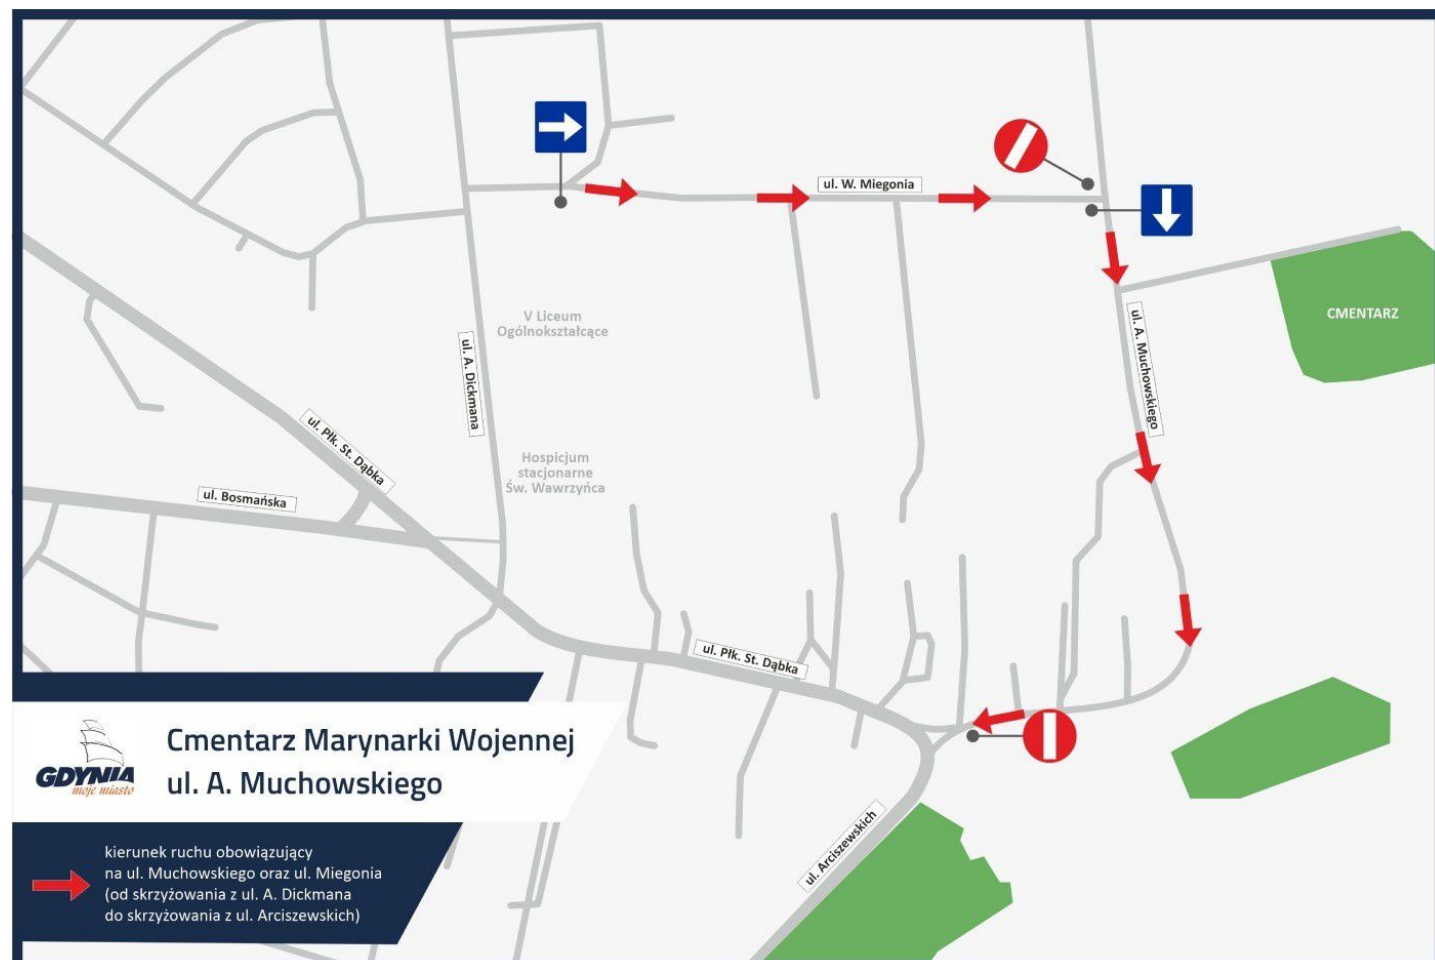 ul. W. Miegonia
CMENTARZ
V Liceum
Ogólnokształcące
ul. A. Dickmana
ul. A. Muchowskiego
ul. Płk. St. Dąbka
Hospicjum
stacjonarne
Św. Wawrzyńca
ul. Bosmańska
ul. Płk. St. Dąbka
ul. Arciszewskich
GDYNIA
moje miasto
Cmentarz Marynarki Wojennej
ul. A. Muchowskiego
kierunek ruchu obowiązujący
na ul. Muchowskiego oraz ul. Miegonia
(od skrzyżowania z ul. A. Dickmana
do skrzyżowania z ul. Arciszewskich)